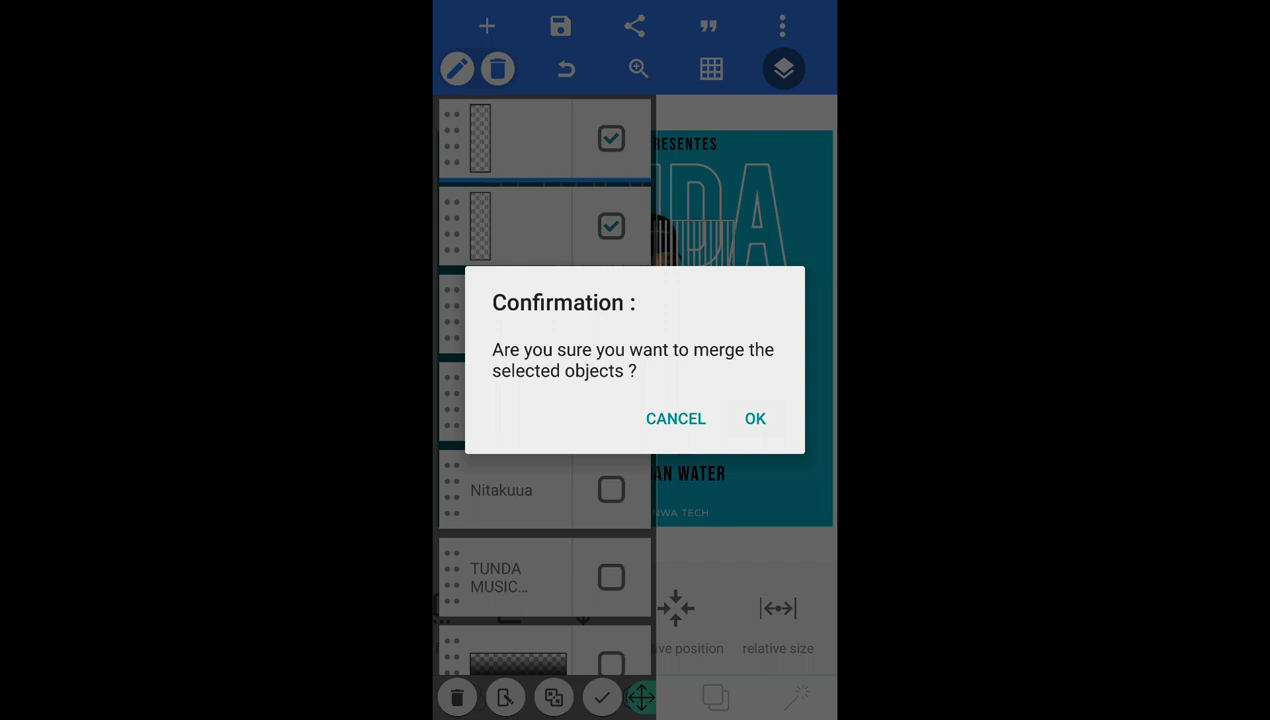 RESENTES
NDA
Confirmation :
Are you sure you want to merge the
selected objects ?
CANCEL OK
AN WATER
Nitakuua
NWA TECH
TUNDA
MUSIC...
ve position relative size